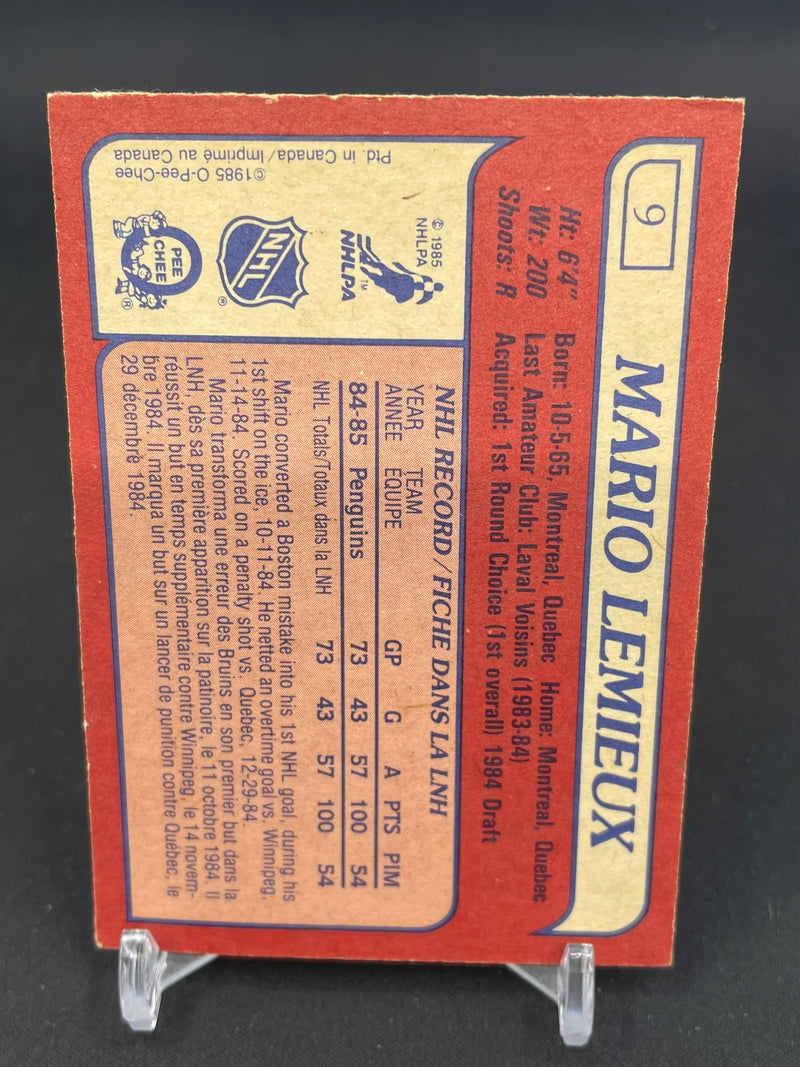 9
MARIO LEMIEUX
Ht: 6'4" Born: 10-5-65, Montreal, Quebec Home: Montreal, Quebec
Wt: 200 Last Amateur Club: Laval Voisins (1983-84)
Shoots: R Acquired: 1st Round Choice (1st overall) 1984 Draft
© 1985
NHLPA
NHLPA
TM
NHL
®
PEE
CHEE
®
©1985 O-Pee-Chee
Ptd. in Canada/Imprimé au Canada
NHL RECORD/FICHE DANS LA LNH
YEAR TEAM
ANNEE ÉQUIPE GP G A PTS PIM
84-85 Penguins 73 43 57 100 54
NHL Totals/Totaux dans la LNH 73 43 57 100 54
Mario converted a Boston mistake into his 1st NHL goal, during his
1st shift on the ice, 10-11-84. He netted an overtime goal vs. Winnipeg,
11-14-84. Scored on a penalty shot vs. Quebec, 12-29-84.
Mario transforma une erreur des Bruins en son premier but dans la
LNH, dès sa première apparition sur la patinoire, le 11 octobre 1984. Il
réussit un but en temps supplémentaire contre Winnipeg, le 14 novem-
bre 1984. Il marqua un but sur un lancer de punition contre Québec, le
29 décembre 1984.